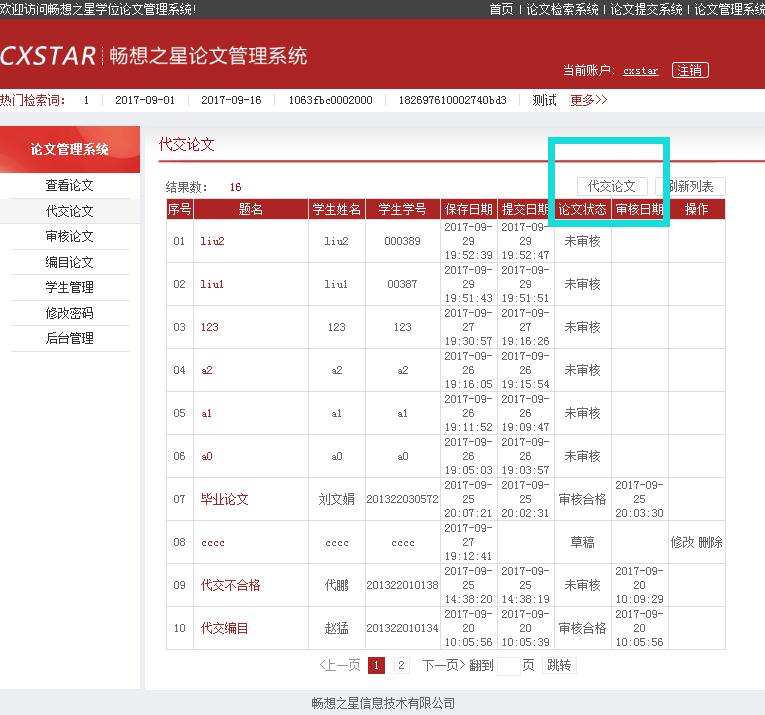 欢迎访问畅想之星学位论文管理系统! 首页 | 论文检索系统 | 论文提交系统 | 论文管理系统
CXSTAR 畅想之星论文管理系统
当前账户: cxstar 注销
热门检索词: 1 2017-09-01 2017-09-16 1063fbc0002000 182697610002740bd3 测试 更多>>
论文管理系统
查看论文
代交论文
审核论文
编目论文
学生管理
修改密码
后台管理
代交论文
结果数: 16 代交论文 刷新列表
序号 题名 学生姓名 学生学号 保存日期 提交日期 论文状态 审核日期 操作
01 liu2 liu2 000389 2017-09-29 19:52:39 2017-09-29 19:52:47 未审核
02 liu1 liu1 00387 2017-09-29 19:51:43 2017-09-29 19:51:51 未审核
03 123 123 123 2017-09-27 19:30:57 2017-09-27 19:16:26 未审核
04 a2 a2 a2 2017-09-26 19:16:05 2017-09-26 19:15:54 未审核
05 a1 a1 a1 2017-09-26 19:11:52 2017-09-26 19:09:47 未审核
06 a0 a0 a0 2017-09-26 19:05:03 2017-09-26 19:03:57 未审核
07 毕业论文 刘文娟 201322030572 2017-09-25 20:07:21 2017-09-25 20:02:31 审核合格 2017-09-25 20:03:30
08 cccc cccc cccc 2017-09-27 19:12:41 草稿 修改 删除
09 代交不合格 代鹏 201322010138 2017-09-25 14:38:20 2017-09-25 14:38:19 未审核 2017-09-20 10:09:29
10 代交编目 赵猛 201322010134 2017-09-20 10:05:56 2017-09-20 10:05:39 审核合格 2017-09-20 10:05:56
<上一页 1 2 下一页> 翻到 页 跳转
畅想之星信息技术有限公司